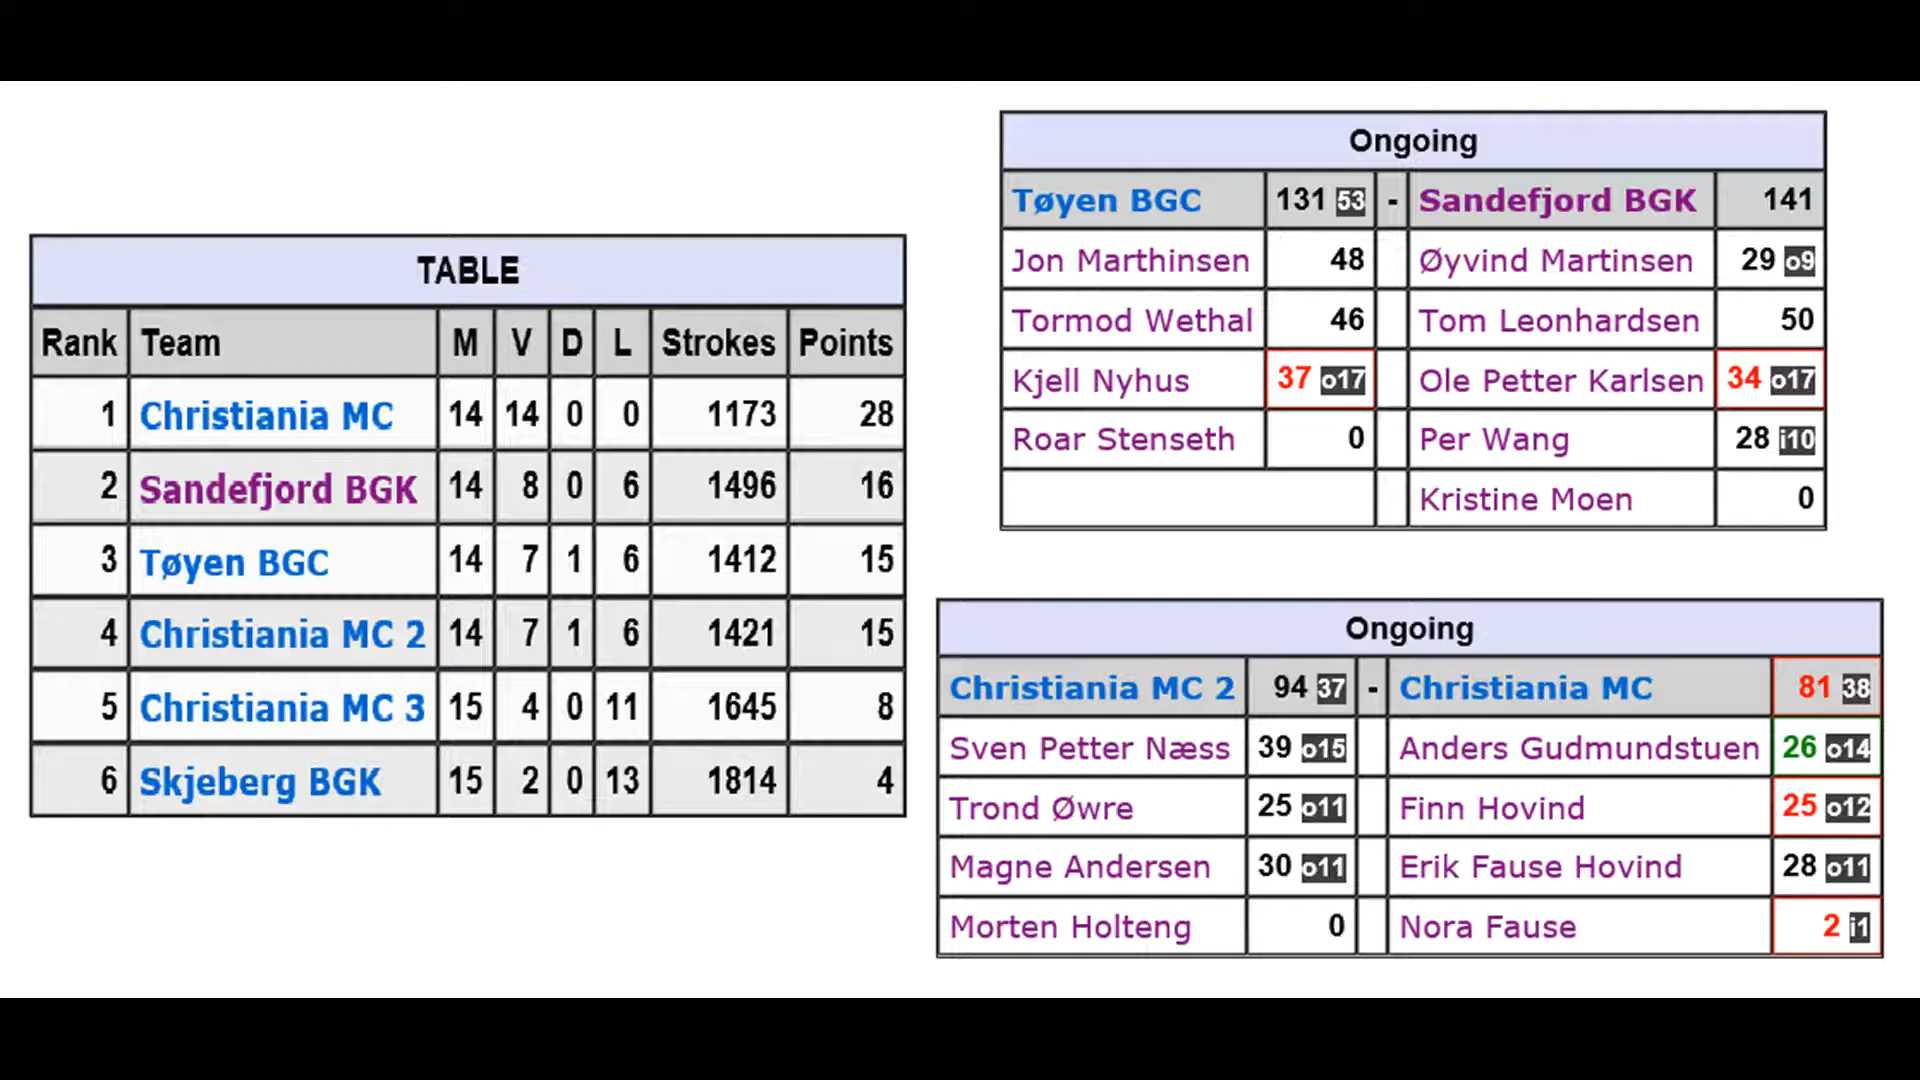 TABLE
Rank Team M V D L Strokes Points
1 Christiania MC 14 14 0 0 1173 28
2 Sandefjord BGK 14 8 0 6 1496 16
3 Tøyen BGC 14 7 1 6 1412 15
4 Christiania MC 2 14 7 1 6 1421 15
5 Christiania MC 3 15 4 0 11 1645 8
6 Skjeberg BGK 15 2 0 13 1814 4
Ongoing
Tøyen BGC 131 53 - Sandefjord BGK 141
Jon Marthinsen 48 Øyvind Martinsen 29 o9
Tormod Wethal 46 Tom Leonhardsen 50
Kjell Nyhus 37 o17 Ole Petter Karlsen 34 o17
Roar Stenseth 0 Per Wang 28 i10
Kristine Moen 0
Ongoing
Christiania MC 2 94 37 - Christiania MC 81 38
Sven Petter Næss 39 o15 Anders Gudmundstuen 26 o14
Trond Øwre 25 o11 Finn Hovind 25 o12
Magne Andersen 30 o11 Erik Fause Hovind 28 o11
Morten Holteng 0 Nora Fause 2 i1